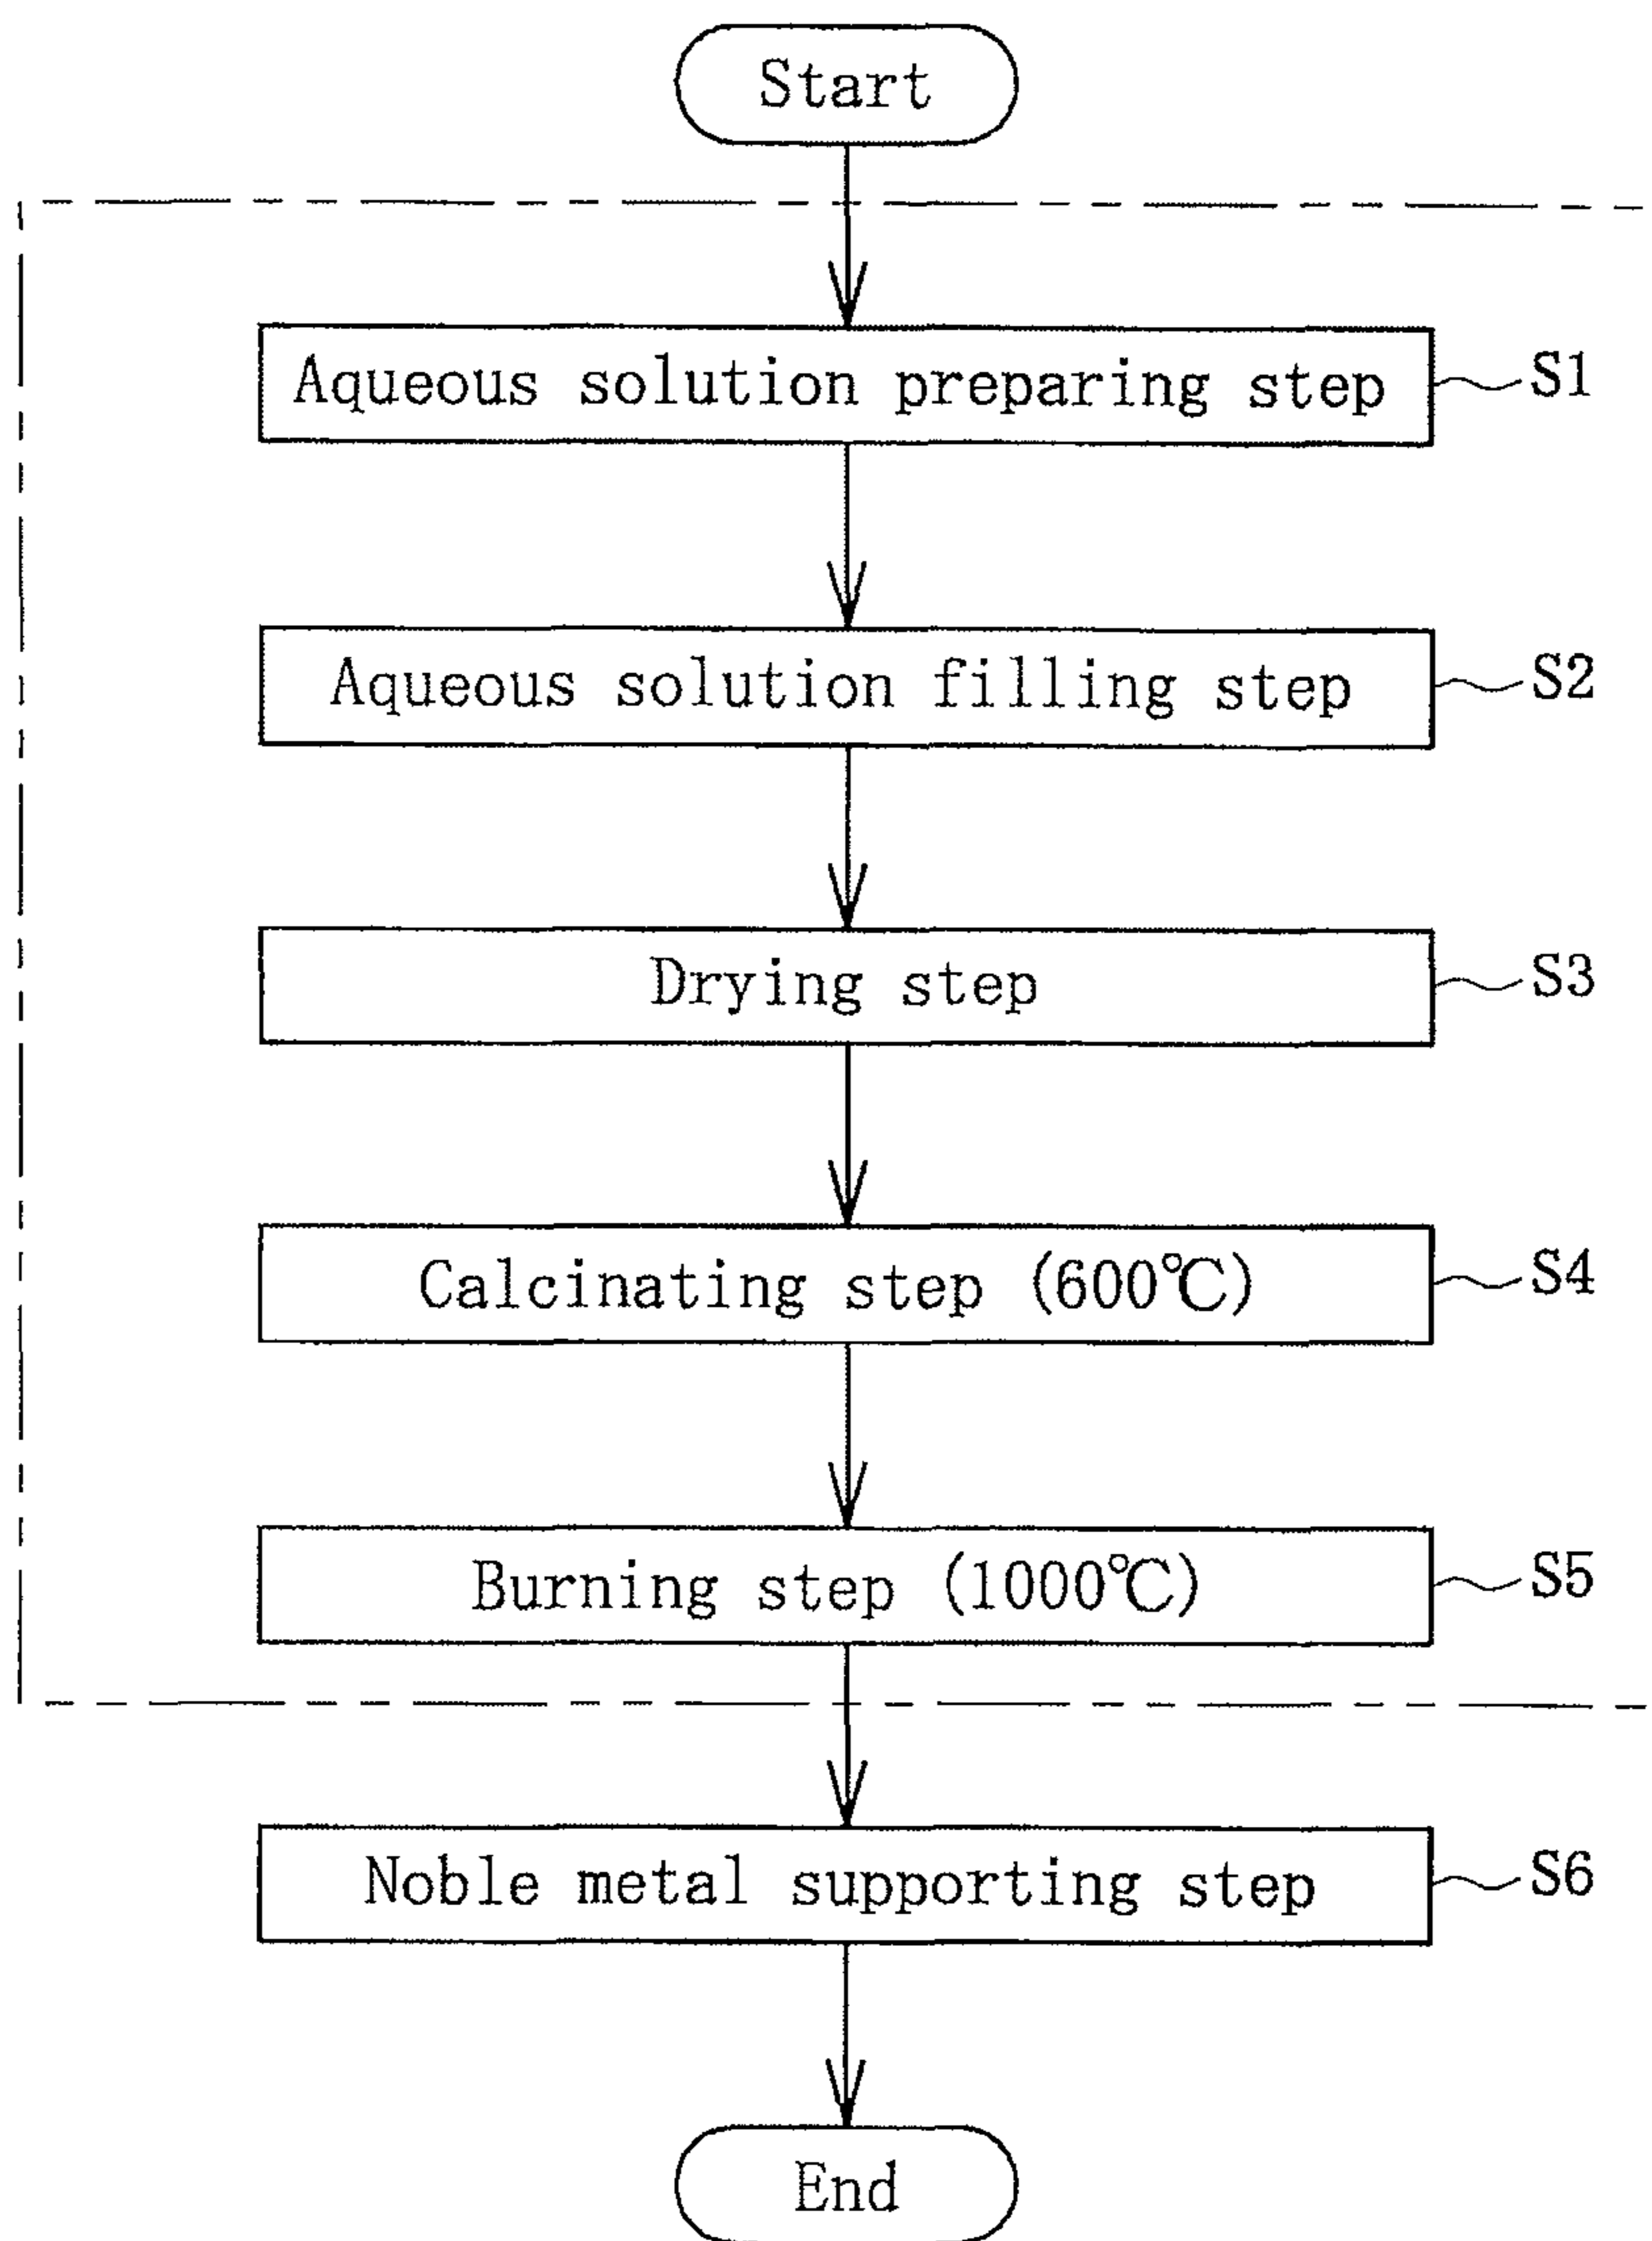 Start
Aqueous solution preparing step
S1
Aqueous solution filling step
S2
Drying step
S3
Calcinating step (600℃)
S4
Burning step (1000℃)
S5
Noble metal supporting step
S6
End